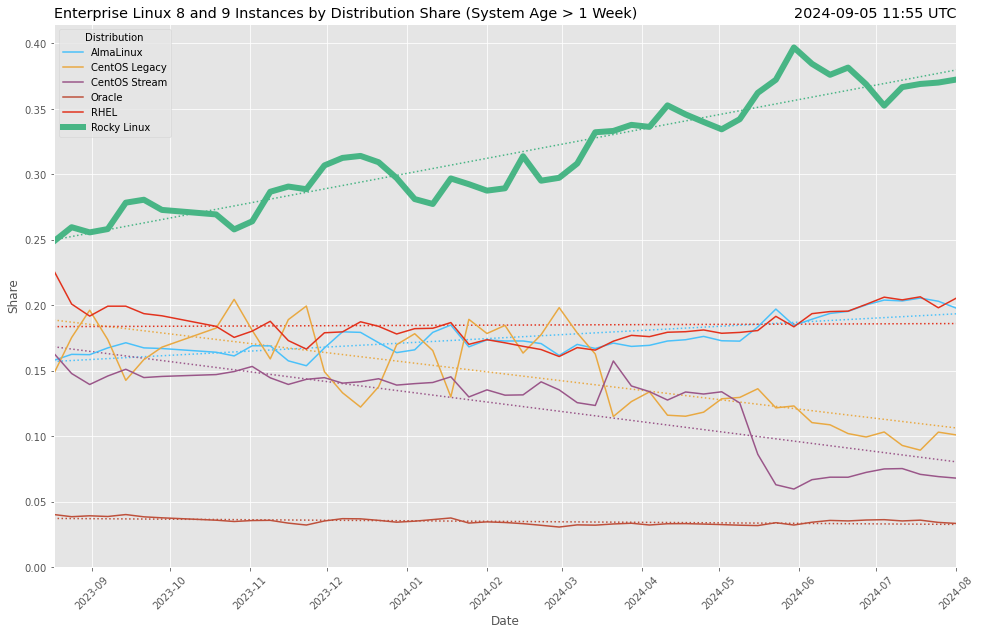 Enterprise Linux 8 and 9 Instances by Distribution Share (System Age > 1 Week)
2024-09-05 11:55 UTC
Distribution
AlmaLinux
CentOS Legacy
CentOS Stream
Oracle
RHEL
Rocky Linux
0.40
0.35
0.30
0.25
0.20
0.15
0.10
0.05
0.00
Share
2023-09
2023-10
2023-11
2023-12
2024-01
2024-02
2024-03
2024-04
2024-05
2024-06
2024-07
2024-08
Date